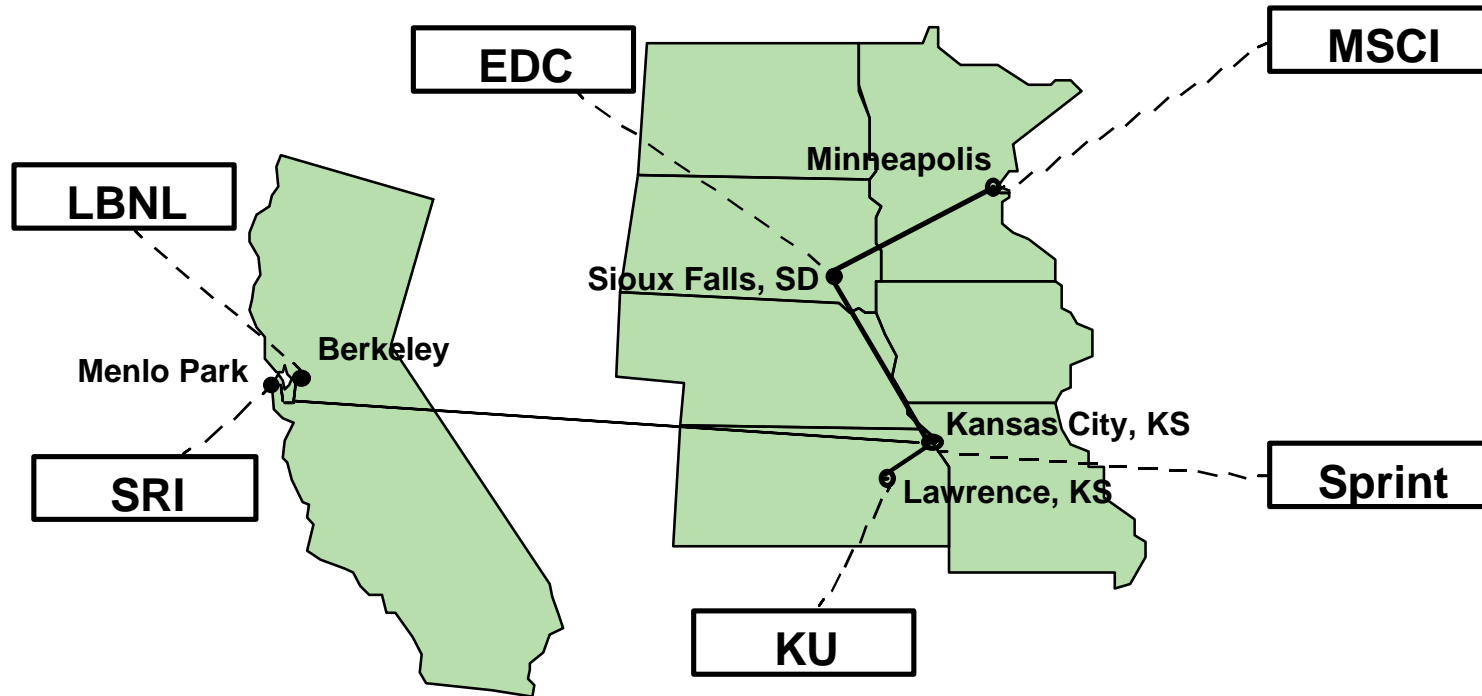 EDC
MSCI
Minneapolis
LBNL
Sioux Falls, SD
Berkeley
Menlo Park
Kansas City, KS
SRI
Sprint
Lawrence, KS
KU